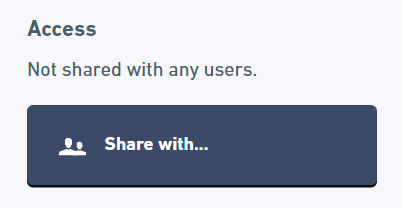 Access
Not shared with any users.
Share with...